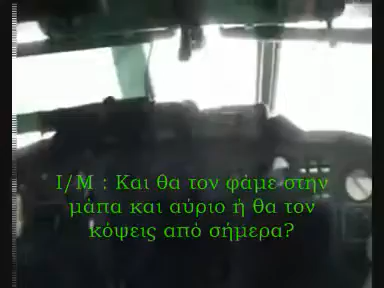 Ι/Μ : Και θα τον φάμε στην
μάπα και αύριο ή θα τον
κόψεις από σήμερα?